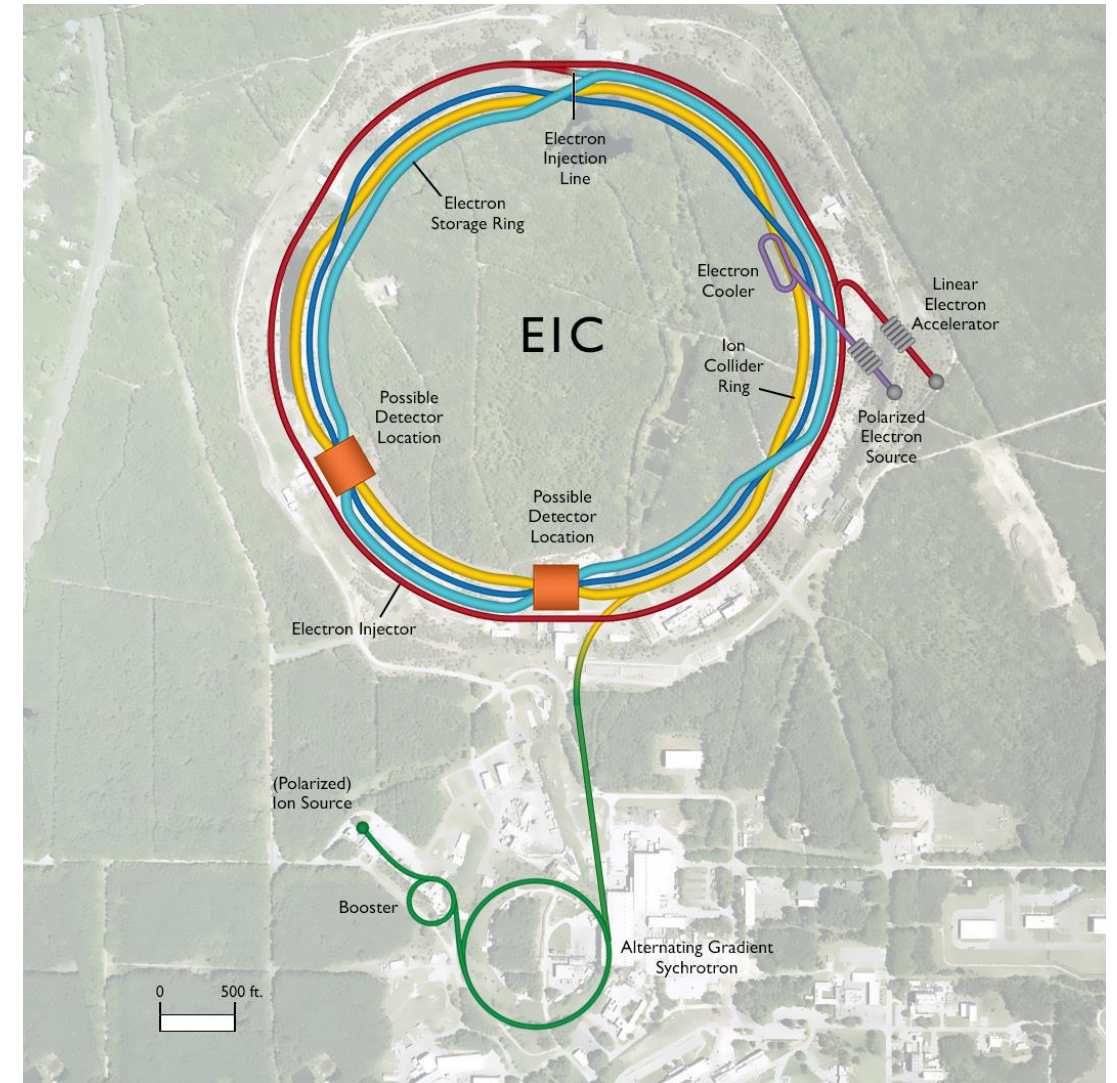 Electron
Injection
Line
Electron
Storage Ring
Electron
Cooler
Linear
Electron
Accelerator
EIC
Ion
Collider
Ring
Possible
Detector
Location
Polarized
Electron
Source
Possible
Detector
Location
Electron Injector
(Polarized)
Ion Source
Booster
Alternating Gradient
Sychrotron
0 500 ft.